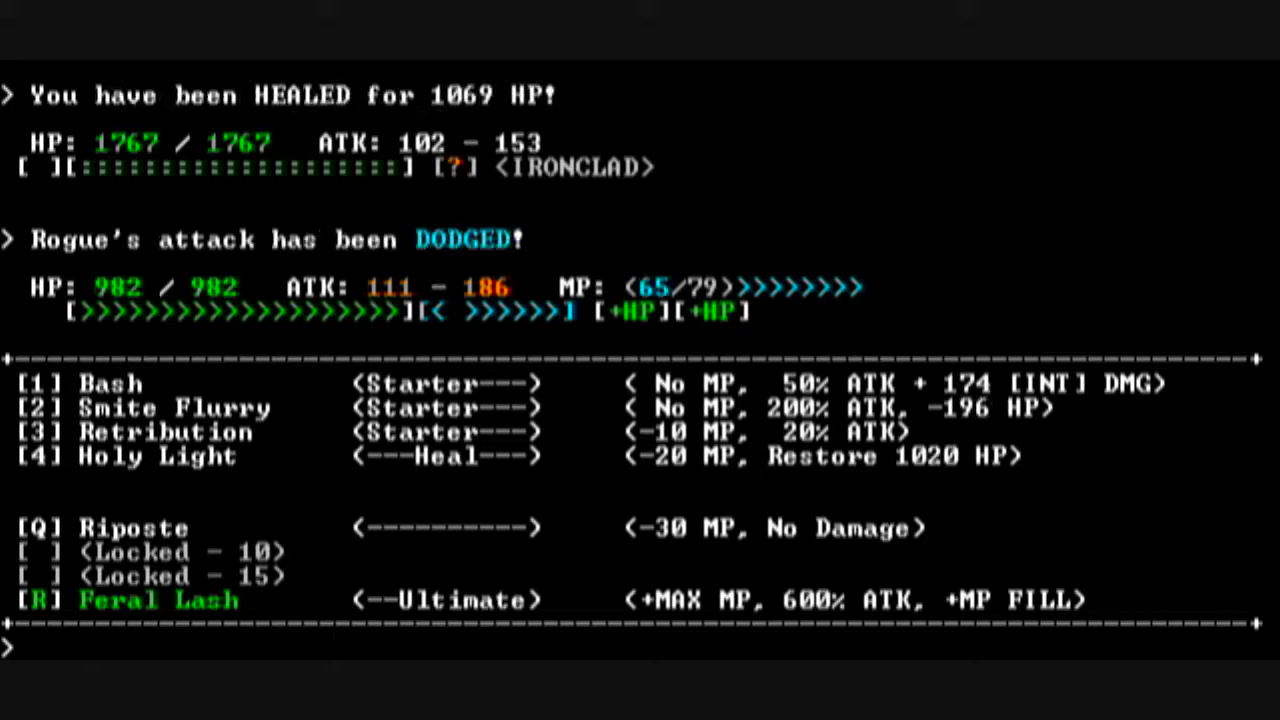 > You have been HEALED for 1069 HP!
HP: 1767 / 1767 ATK: 102 - 153
[ ][::::::::::::::::::::] [?] <IRONCLAD>
> Rogue's attack has been DODGED!
HP: 982 / 982 ATK: 111 - 186 MP: (65/79)>>>>>>>>
[>>>>>>>>>>>>>>>>>>>>][< >>>>>>] [+HP][+HP]
+------------------------------------------------------------------------------+
[1] Bash <Starter---> ( No MP, 50% ATK + 174 [INT] DMG)
[2] Smite Flurry <Starter---> ( No MP, 200% ATK, -196 HP)
[3] Retribution <Starter---> (-10 MP, 20% ATK)
[4] Holy Light <---Heal---> (-20 MP, Restore 1020 HP)
[Q] Riposte <----------> (-30 MP, No Damage)
[ ] (Locked - 10)
[ ] (Locked - 15)
[R] Feral Lash <--Ultimate> (+MAX MP, 600% ATK, +MP FILL)
+------------------------------------------------------------------------------+
>